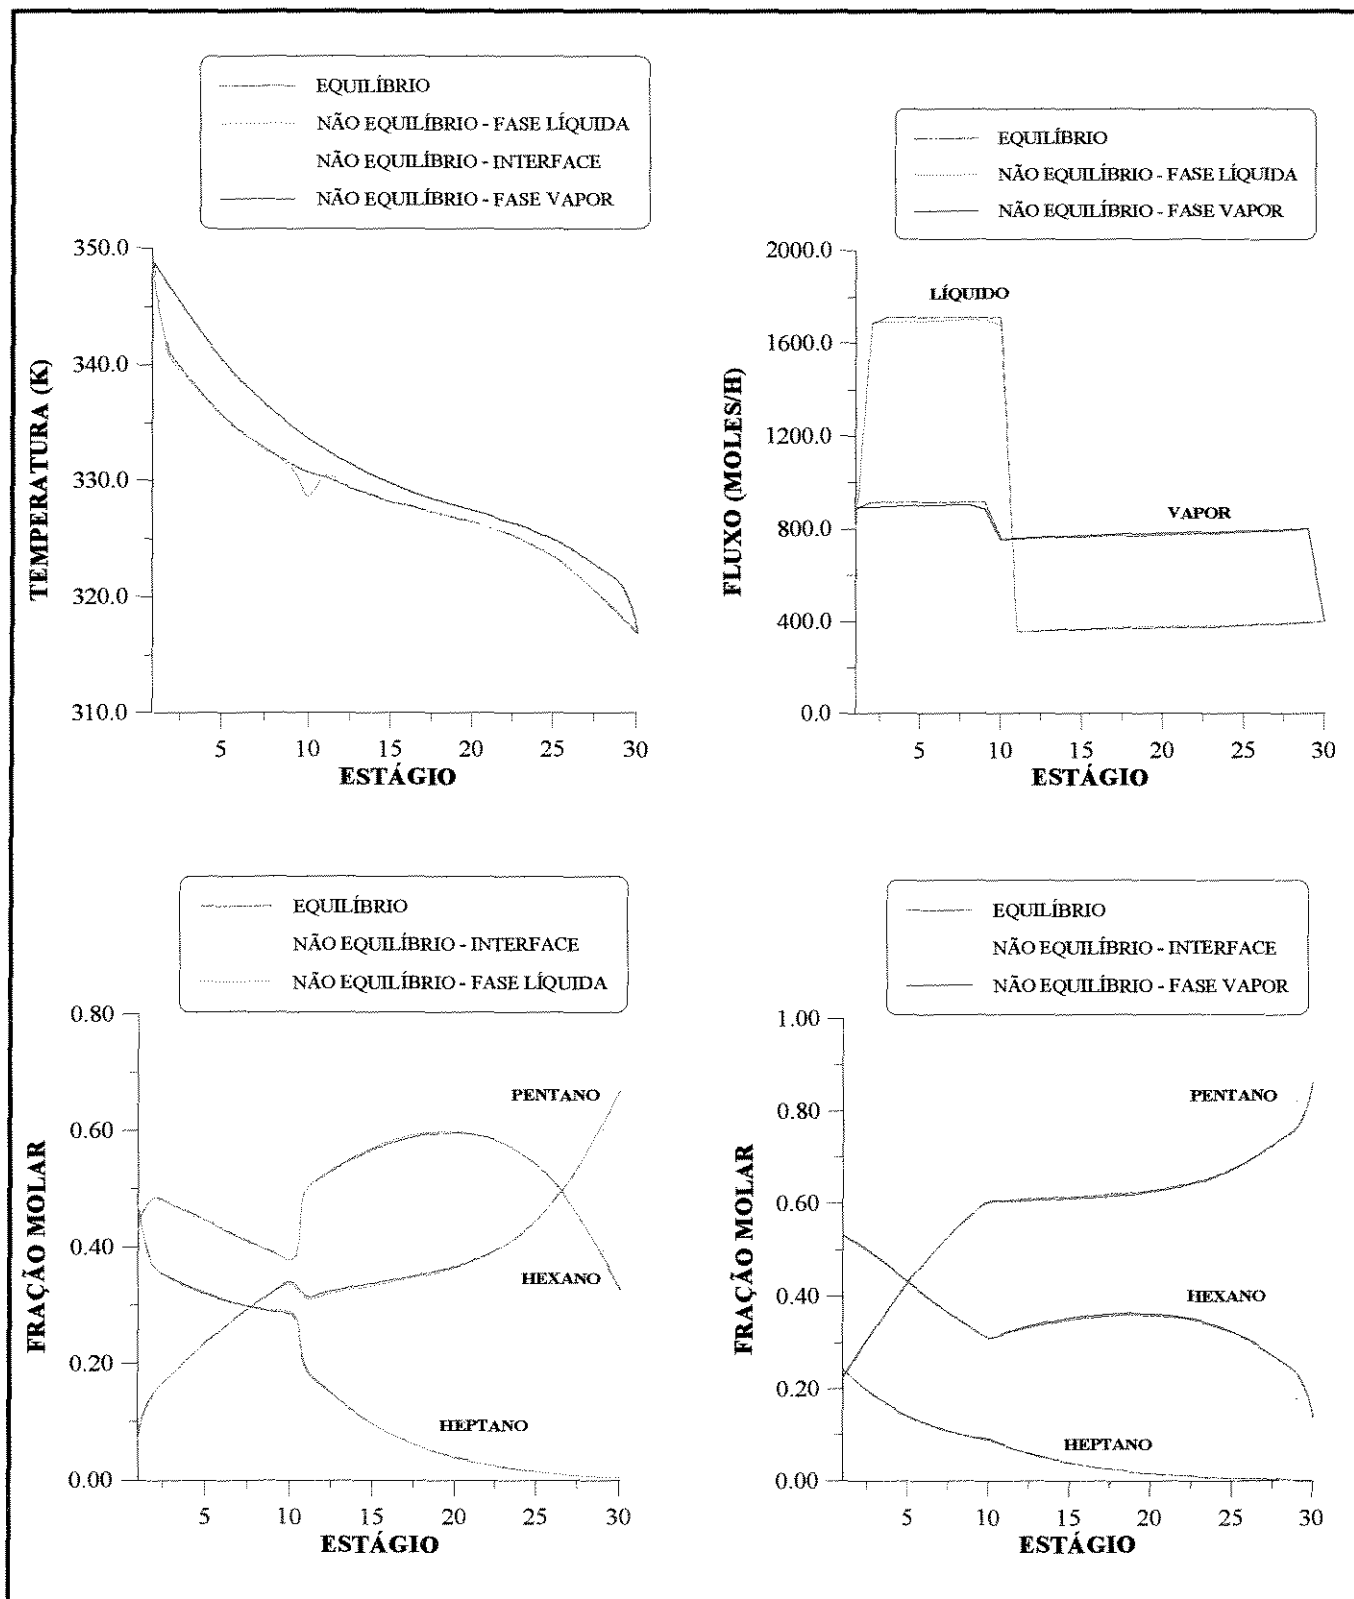 EQUILÍBRIO
NÃO EQUILÍBRIO - FASE LÍQUIDA
NÃO EQUILÍBRIO - INTERFACE
NÃO EQUILÍBRIO - FASE VAPOR
350.0
340.0
330.0
320.0
310.0
TEMPERATURA (K)
5 10 15 20 25 30
ESTÁGIO
EQUILÍBRIO
NÃO EQUILÍBRIO - FASE LÍQUIDA
NÃO EQUILÍBRIO - FASE VAPOR
2000.0
1600.0
1200.0
800.0
400.0
0.0
FLUXO (MOLES/H)
LÍQUIDO
VAPOR
5 10 15 20 25 30
ESTÁGIO
EQUILÍBRIO
NÃO EQUILÍBRIO - INTERFACE
NÃO EQUILÍBRIO - FASE LÍQUIDA
0.80
0.60
0.40
0.20
0.00
FRAÇÃO MOLAR
PENTANO
HEXANO
HEPTANO
5 10 15 20 25 30
ESTÁGIO
EQUILÍBRIO
NÃO EQUILÍBRIO - INTERFACE
NÃO EQUILÍBRIO - FASE VAPOR
1.00
0.80
0.60
0.40
0.20
0.00
FRAÇÃO MOLAR
PENTANO
HEXANO
HEPTANO
5 10 15 20 25 30
ESTÁGIO